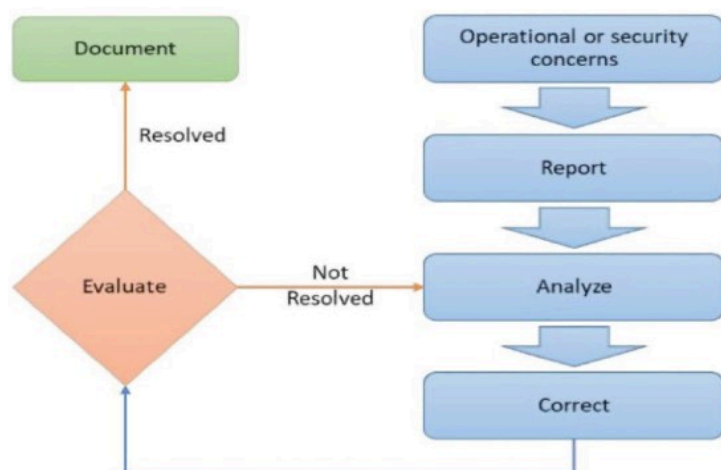 Document
Operational or security
concerns
Resolved
Report
Evaluate
Not
Resolved
Analyze
Correct